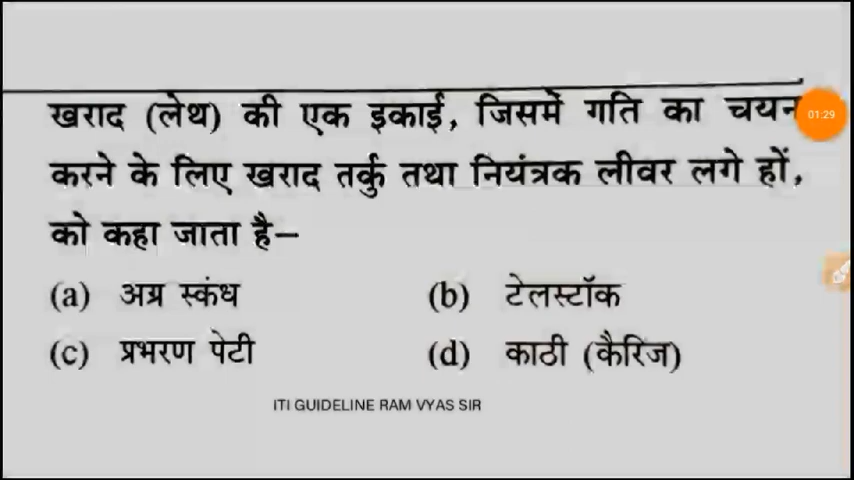 खराद (लेथ) की एक इकाई, जिसमें गति का चयन
01:29
करने के लिए खराद तर्कु तथा नियंत्रक लीवर लगे हों,
को कहा जाता है–
(a) अग्र स्कंध (b) टेलस्टॉक
(c) प्रभरण पेटी (d) काठी (कैरिज)
ITI GUIDELINE RAM VYAS SIR